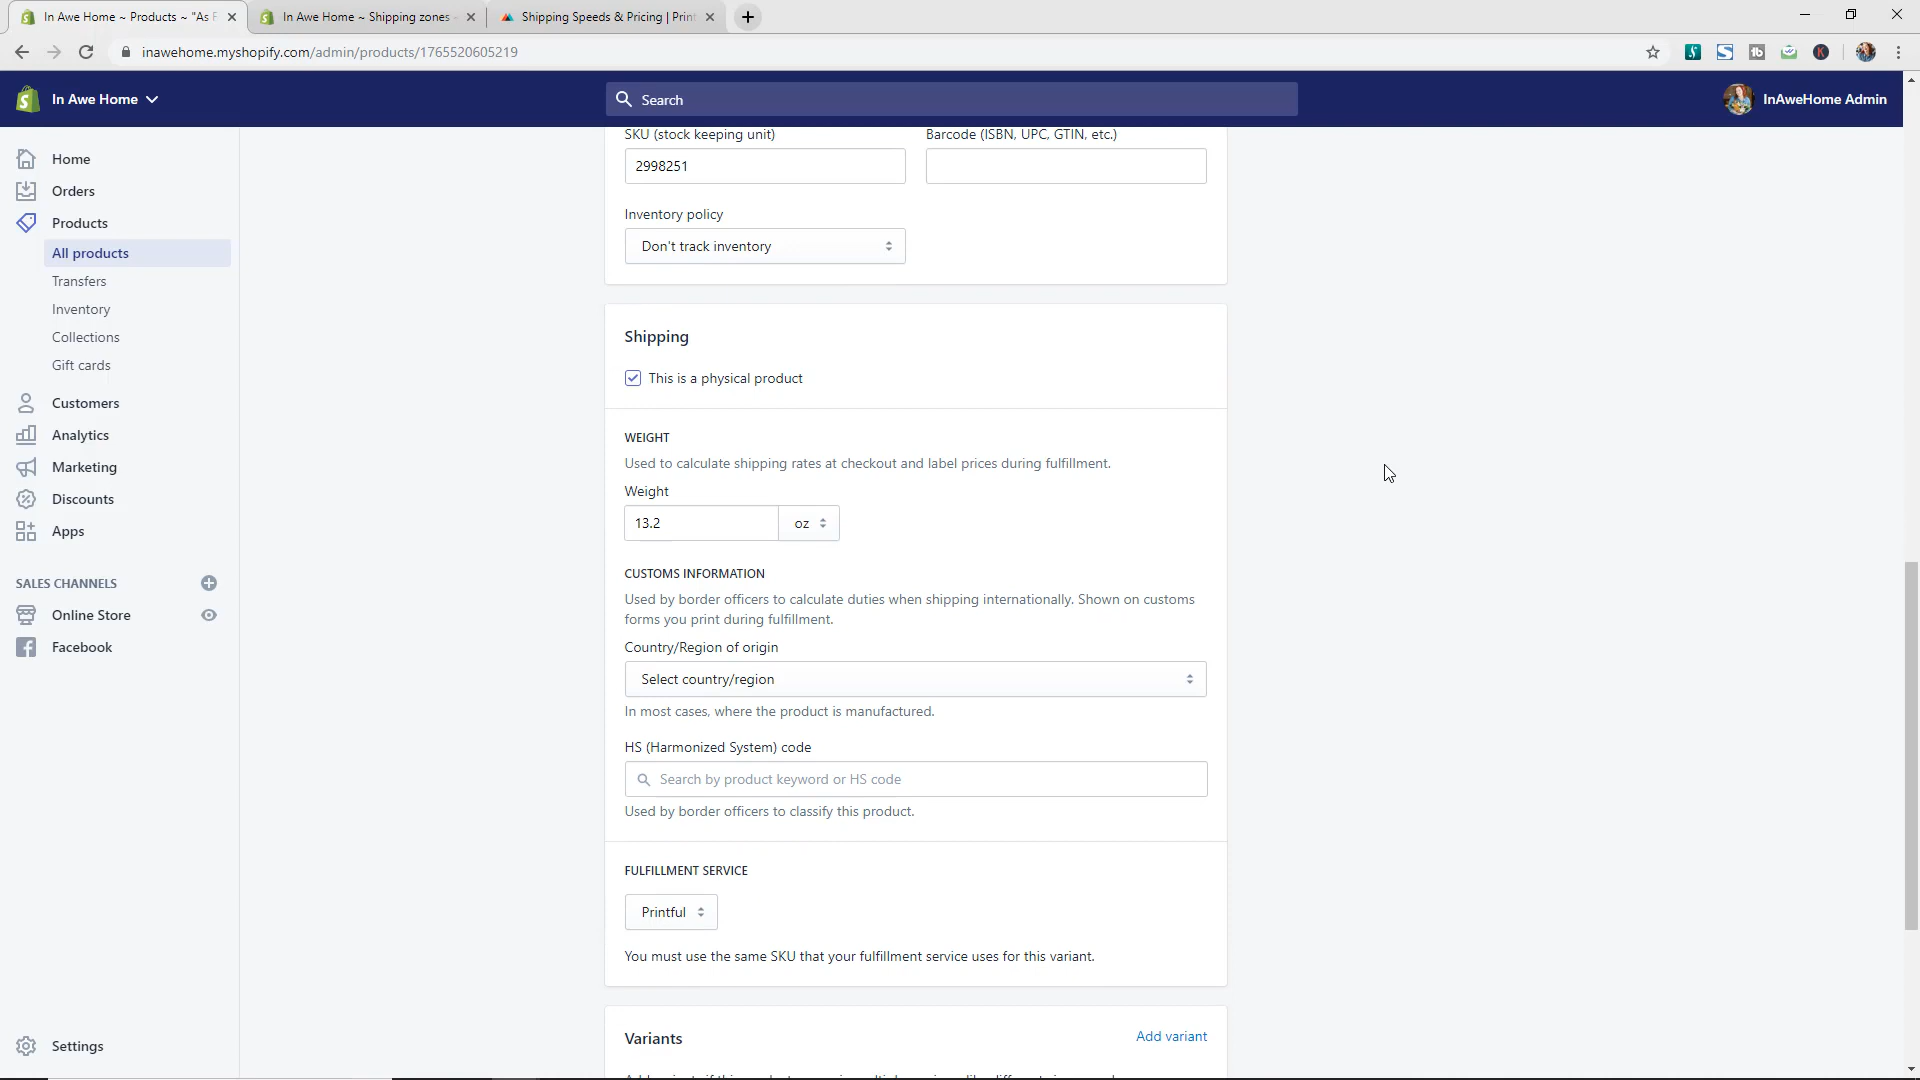 In Awe Home ~ Products ~ "As E
In Awe Home ~ Shipping zones
Shipping Speeds & Pricing | Print
inawehome.myshopify.com/admin/products/1765520605219
In Awe Home
Search
InAweHome Admin
Home
Orders
Products
All products
Transfers
Inventory
Collections
Gift cards
Customers
Analytics
Marketing
Discounts
Apps
SALES CHANNELS
Online Store
Facebook
Settings
SKU (stock keeping unit)
Barcode (ISBN, UPC, GTIN, etc.)
2998251
Inventory policy
Don't track inventory
Shipping
This is a physical product
WEIGHT
Used to calculate shipping rates at checkout and label prices during fulfillment.
Weight
13.2
oz
CUSTOMS INFORMATION
Used by border officers to calculate duties when shipping internationally. Shown on customs
forms you print during fulfillment.
Country/Region of origin
Select country/region
In most cases, where the product is manufactured.
HS (Harmonized System) code
Search by product keyword or HS code
Used by border officers to classify this product.
FULFILLMENT SERVICE
Printful
You must use the same SKU that your fulfillment service uses for this variant.
Variants
Add variant